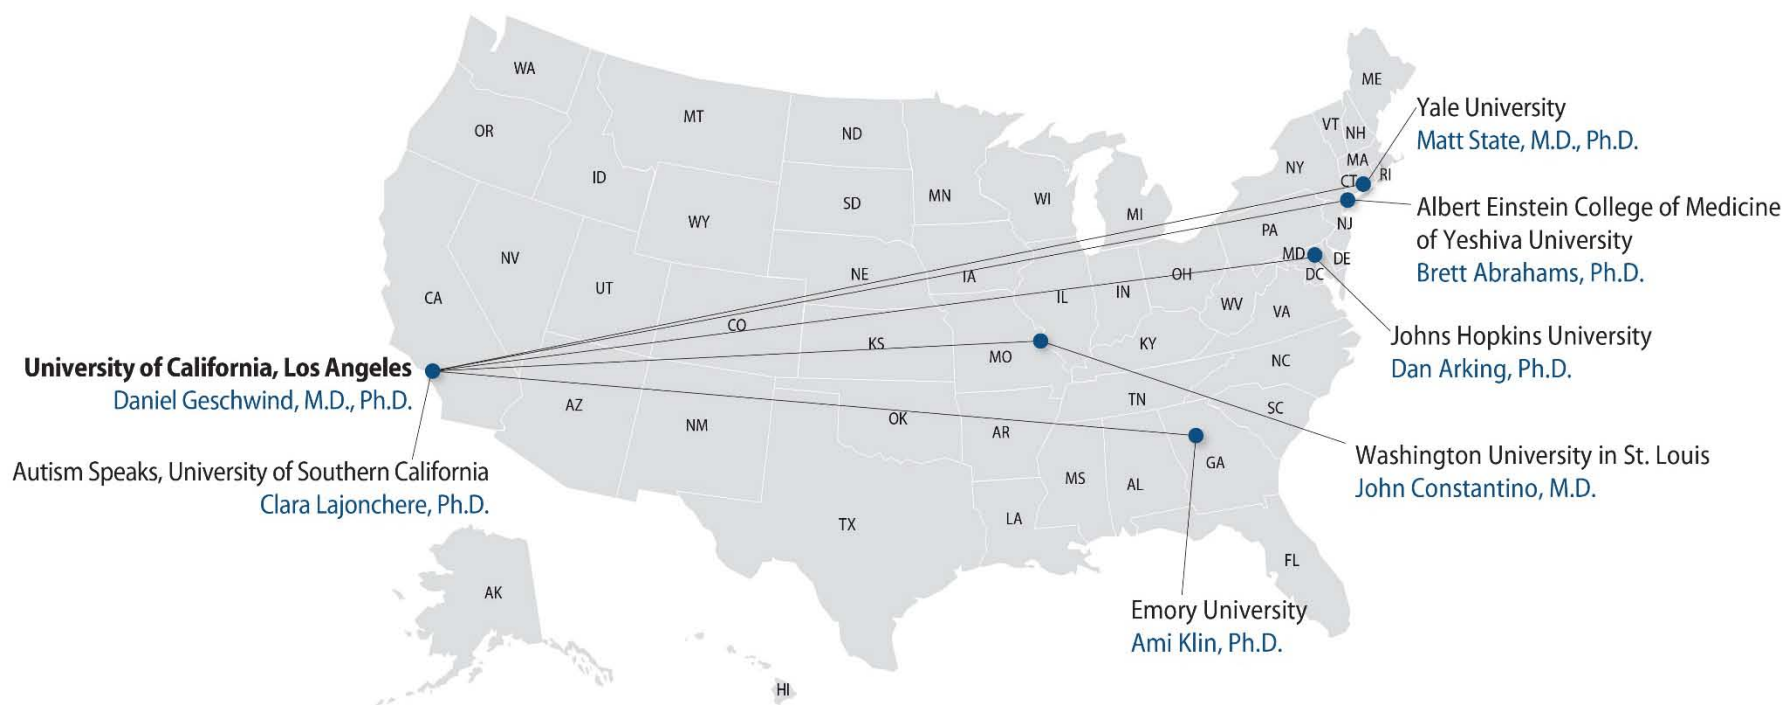 WA
MT
ND
OR
ID
MN
WI
SD
WY
MI
NY
VT
NH
ME
MA
CT
RI
Yale University
Matt State, M.D., Ph.D.
Albert Einstein College of Medicine
of Yeshiva University
Brett Abrahams, Ph.D.
PA
NJ
MD
DE
DC
NV
UT
CA
NE
IA
IL
IN
OH
WV
VA
CO
KS
MO
KY
NC
Johns Hopkins University
Dan Arking, Ph.D.
University of California, Los Angeles
Daniel Geschwind, M.D., Ph.D.
AZ
NM
OK
AR
TN
SC
Autism Speaks, University of Southern California
Clara Lajonchere, Ph.D.
Washington University in St. Louis
John Constantino, M.D.
TX
LA
MS
AL
GA
FL
AK
HI
Emory University
Ami Klin, Ph.D.